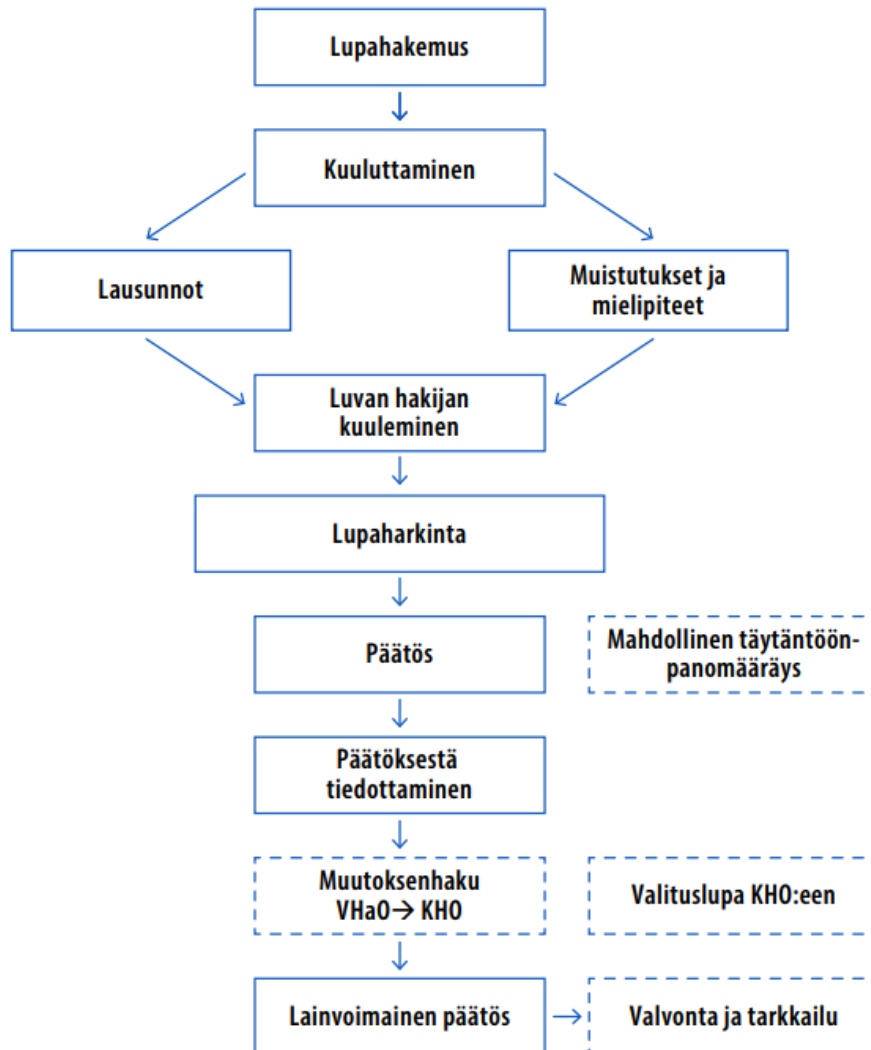 Lupahakemus
Kuuluttaminen
Lausunnot
Muistutukset ja
mielipiteet
Luvan hakijan
kuuleminen
Lupaharkinta
Päätös
Mahdollinen täytäntöön-
panomääräys
Päätöksestä
tiedottaminen
Muutoksenhaku
VHaO→ KHO
Valituslupa KHO:een
Lainvoimainen päätös
Valvonta ja tarkkailu